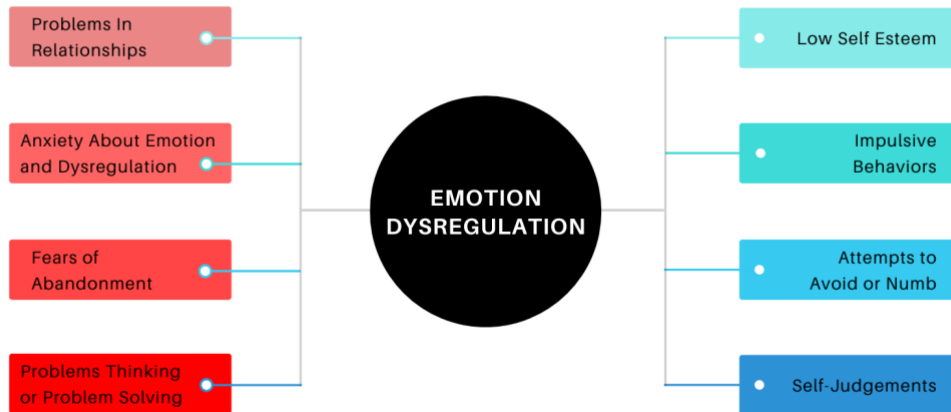 Problems In
Relationships
Anxiety About Emotion
and Dysregulation
Fears of
Abandonment
Problems Thinking
or Problem Solving
EMOTION
DYSREGULATION
Low Self Esteem
Impulsive
Behaviors
Attempts to
Avoid or Numb
Self-Judgements